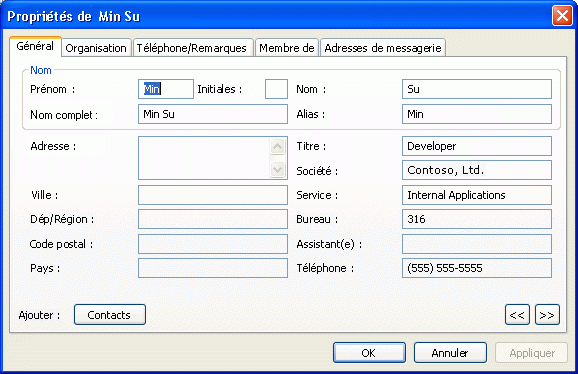 Propriétés de Min Su
Général Organisation Téléphone/Remarques Membre de Adresses de messagerie
Nom
Prénom : Min Initiales : Nom : Su
Nom complet : Min Su Alias : Min
Adresse : Titre : Developer
Société : Contoso, Ltd.
Ville : Service : Internal Applications
Dép/Région : Bureau : 316
Code postal : Assistant(e) :
Pays : Téléphone : (555) 555-5555
Ajouter : Contacts << >>
OK Annuler Appliquer